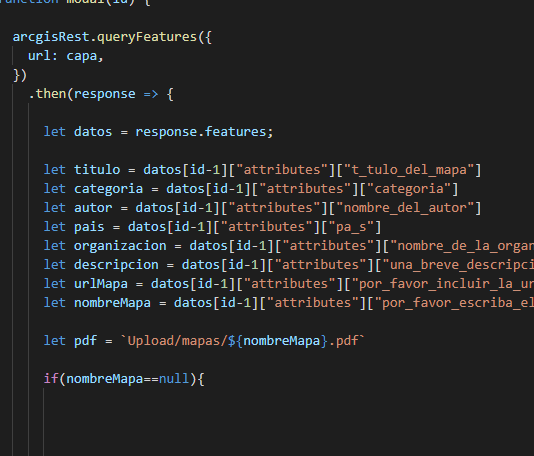 function modal(id) {
arcgisRest.queryFeatures({
url: capa,
})
.then(response => {
let datos = response.features;
let titulo = datos[id-1]["attributes"]["t_tulo_del_mapa"]
let categoria = datos[id-1]["attributes"]["categoria"]
let autor = datos[id-1]["attributes"]["nombre_del_autor"]
let pais = datos[id-1]["attributes"]["pa_s"]
let organizacion = datos[id-1]["attributes"]["nombre_de_la_organ
let descripcion = datos[id-1]["attributes"]["una_breve_descripci
let urlMapa = datos[id-1]["attributes"]["por_favor_incluir_la_ur
let nombreMapa = datos[id-1]["attributes"]["por_favor_escriba_el
let pdf = `Upload/mapas/${nombreMapa}.pdf`
if(nombreMapa==null){